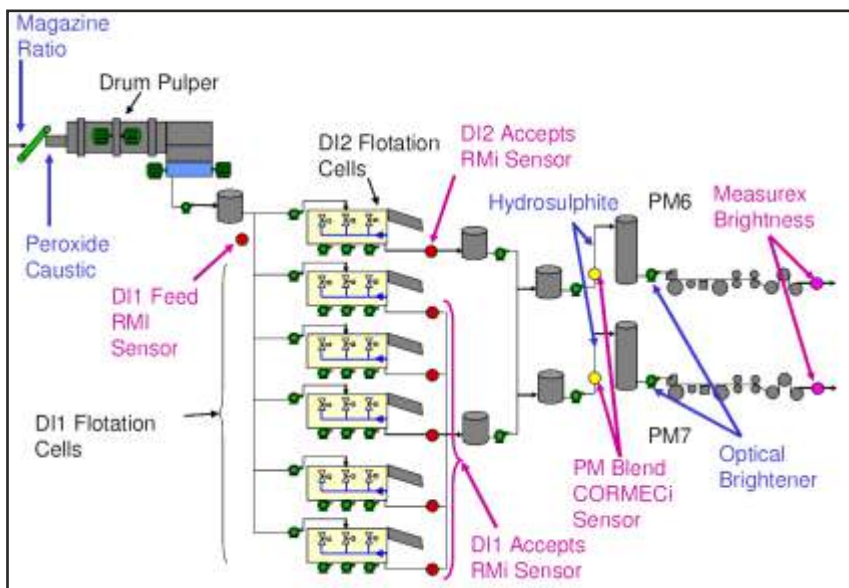 Magazine
Ratio
Drum Pulper
DI2 Flotation
Cells
DI2 Accepts
RMi Sensor
Hydrosulphite
PM6
Measurex
Brightness
Peroxide
Caustic
DI1 Feed
RMI
Sensor
DI1 Flotation
Cells
PM7
PM Blend
CORMECi
Sensor
Optical
Brightener
DI1 Accepts
RMi Sensor